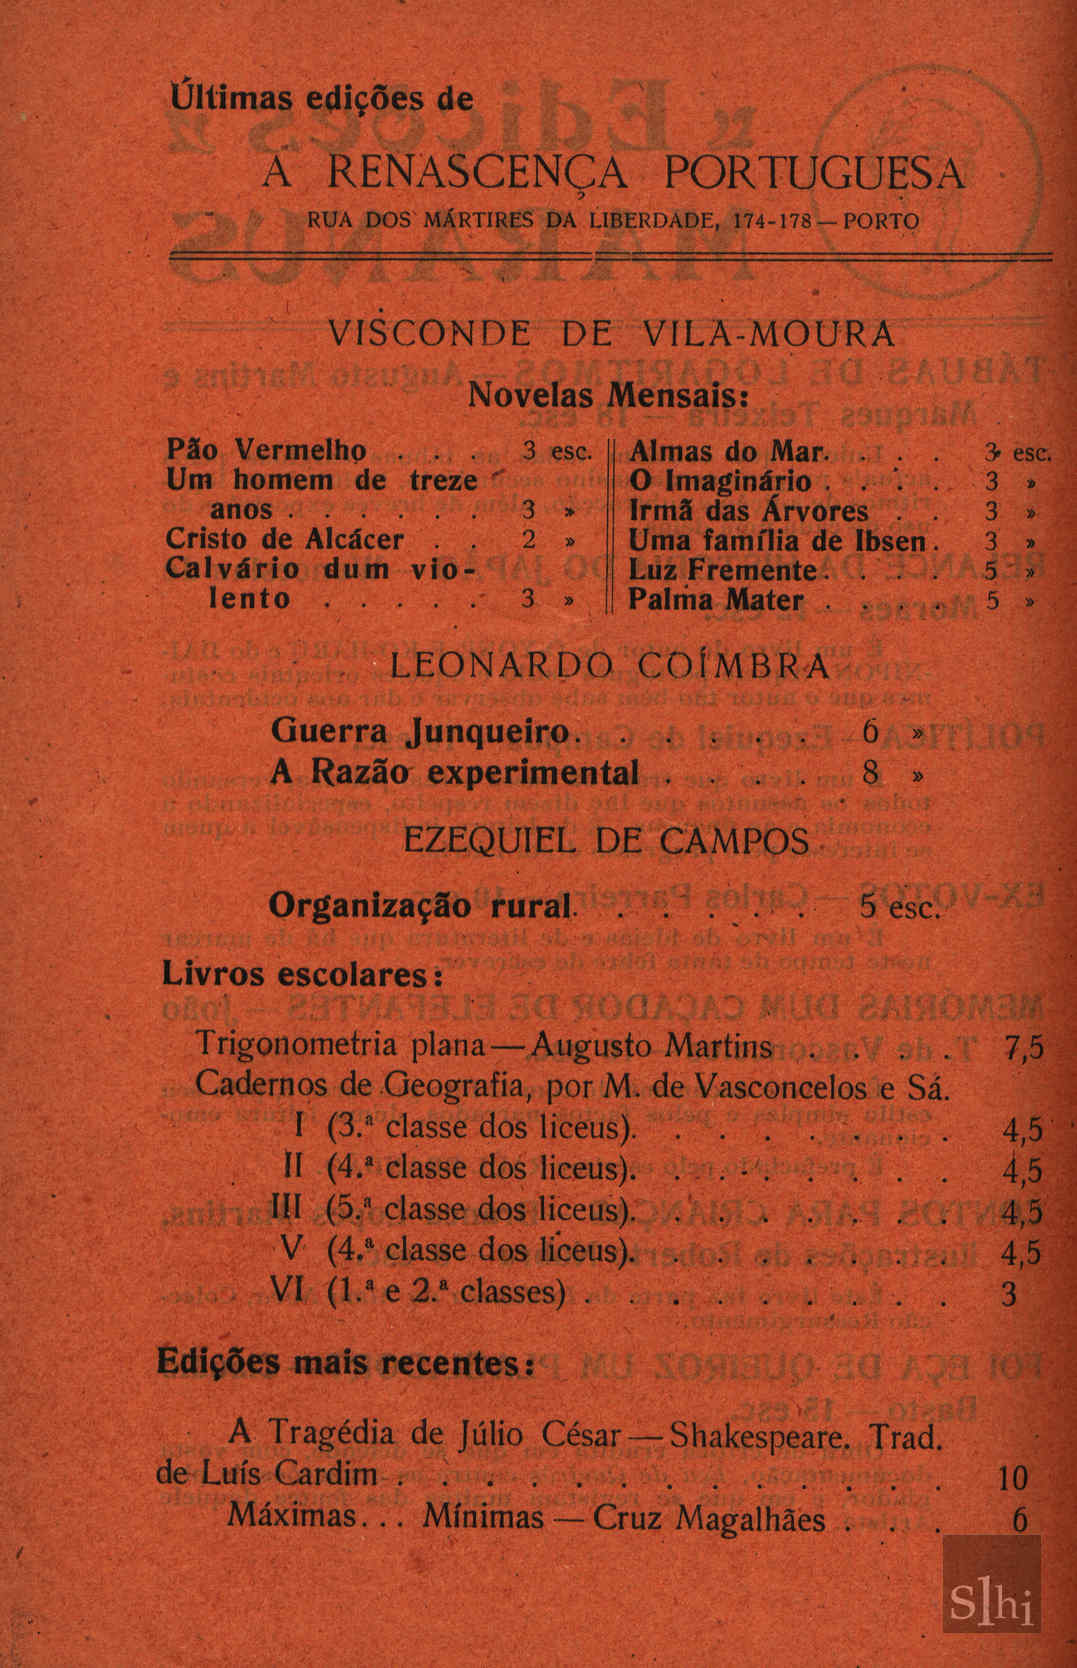 Últimas edições de
A RENASCENÇA PORTUGUESA
RUA DOS MÁRTIRES DA LIBERDADE, 174-178 — PORTO
VISCONDE DE VILA-MOURA
Novelas Mensais:
Pão Vermelho . . . 3 esc.
Um homem de treze
anos . . . . . . 3 »
Cristo de Alcácer . . 2 »
Calvário dum vio-
lento . . . . . 3 »
Almas do Mar. . . . 3 esc.
O Imaginário . . . . 3 »
Irmã das Árvores . . 3 »
Uma família de Ibsen . 3 »
Luz Fremente . . . . 5 »
Palma Mater . . . . 5 »
LEONARDO COÍMBRA
Guerra Junqueiro. . . . . . 6 »
A Razão experimental . . . . 8 »
EZEQUIEL DE CAMPOS
Organização rural. . . . . . 5 esc.
Livros escolares:
Trigonometria plana — Augusto Martins . . . . . 7,5
Cadernos de Geografia, por M. de Vasconcelos e Sá.
I (3.ª classe dos liceus). . . . . . . . 4,5
II (4.ª classe dos liceus). . . . . . . . 4,5
III (5.ª classe dos liceus). . . . . . . . 4,5
V (4.ª classe dos liceus). . . . . . . . 4,5
VI (1.ª e 2.ª classes) . . . . . . . . . 3
Edições mais recentes:
A Tragédia de Júlio César — Shakespeare. Trad.
de Luís Cardim . . . . . . . . . . . . . 10
Máximas. . . Mínimas — Cruz Magalhães . . . 6
slhi